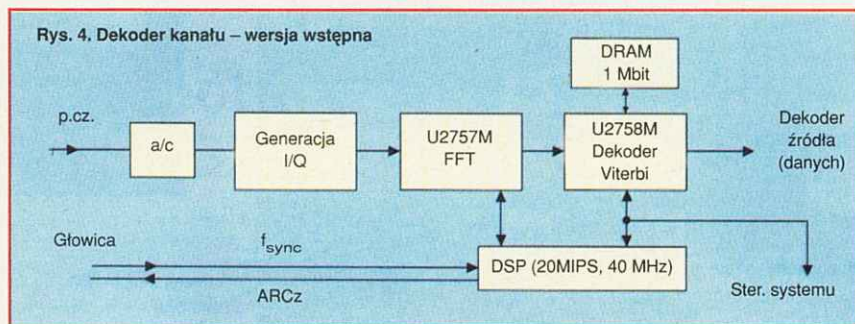 Rys. 4. Dekoder kanału – wersja wstępna
DRAM
1 Mbit
p.cz.
a/c
Generacja
I/Q
U2757M
FFT
U2758M
Dekoder
Viterbi
Dekoder
źródła
(danych)
Głowica
fsync
ARCz
DSP (20MIPS, 40 MHz)
Ster. systemu